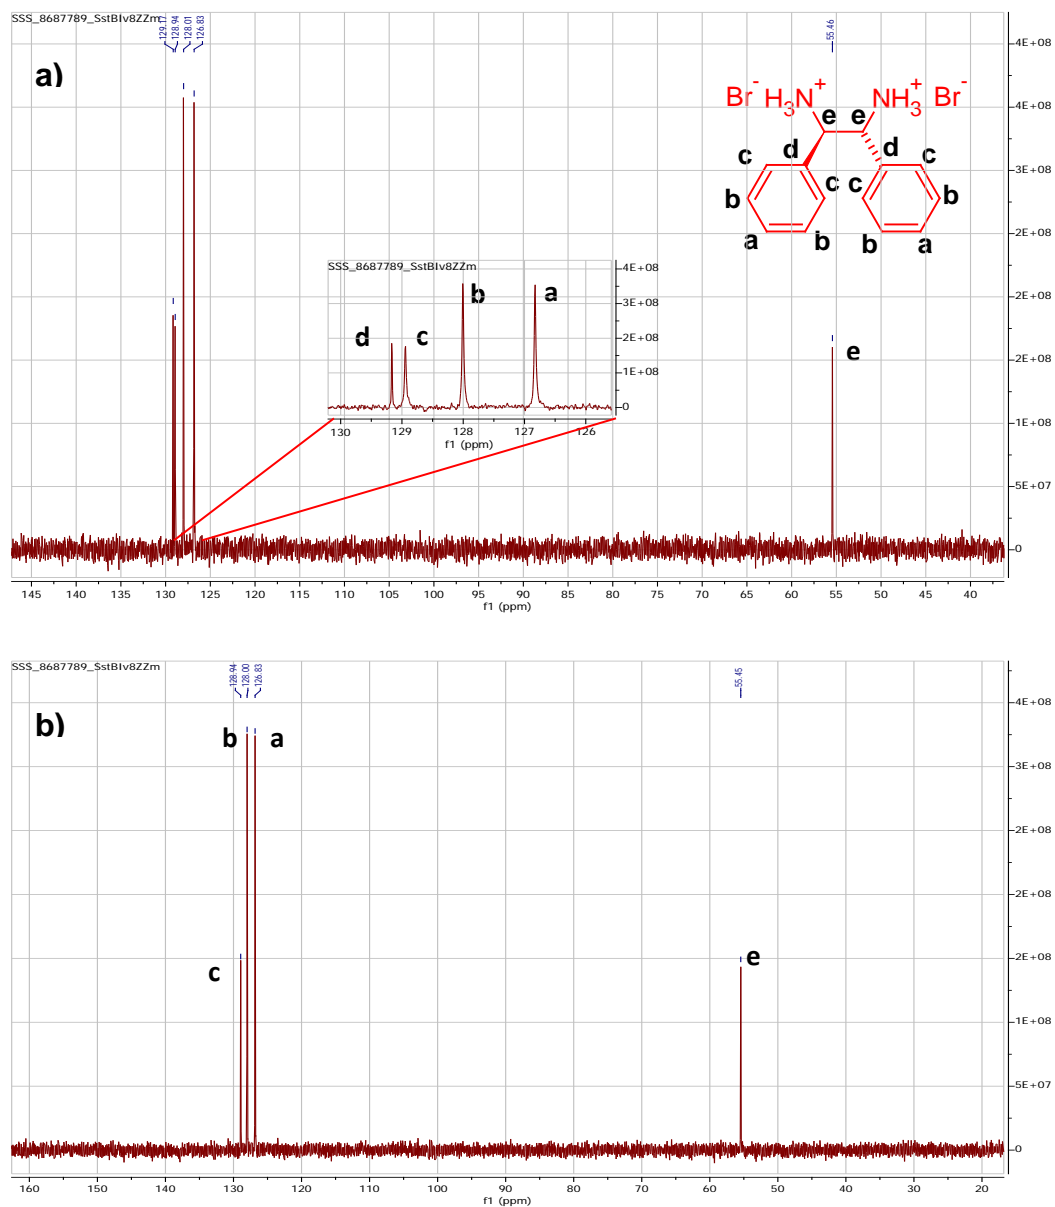 SSS_8687789_SstBIv8ZZm
129.17
128.94
128.01
126.83
55.46
a)
Br- H3N+ NH3+ Br-
e e
c d d c
b c c b
a b b a
4E+08
4E+08
3E+08
3E+08
2E+08
2E+08
2E+08
1E+08
5E+07
0
SSS_8687789_SstBIv8ZZm
d c b a
4E+08
3E+08
2E+08
1E+08
0
130 129 128 127 126
f1 (ppm)
e
145 140 135 130 125 120 115 110 105 100 95 90 85 80 75 70 65 60 55 50 45 40
f1 (ppm)
SSS_8687789_SstBIv8ZZm
128.94
128.00
126.83
55.45
b)
b a
c
e
4E+08
3E+08
2E+08
2E+08
1E+08
5E+07
0
160 150 140 130 120 110 100 90 80 70 60 50 40 30 20
f1 (ppm)